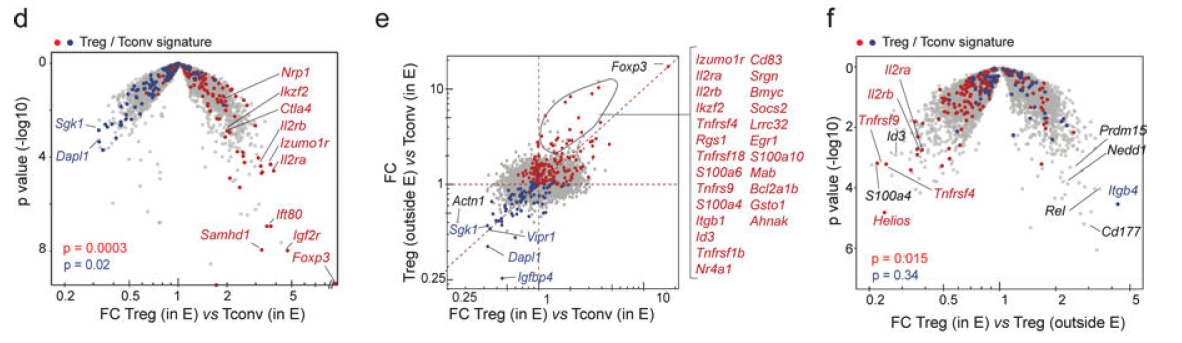 d
Treg / Tconv signature
0
4
8
p value (-log10)
Nrp1
Ikzf2
Ctla4
Il2rb
Izumo1r
Il2ra
Sgk1
Dapl1
Ift80
Samhd1
Igf2r
Foxp3
p = 0.0003
p = 0.02
0.2 0.5 1 2 5
FC Treg (in E) vs Tconv (in E)
e
FC
Treg (outside E) vs Tconv (in E)
10
1
0.25
Foxp3
Actn1
Sgk1
Vipr1
Dapl1
Igfbp4
0.25 1 10
FC Treg (in E) vs Tconv (in E)
Izumo1r Cd83
Il2ra Srgn
Il2rb Bmyc
Ikzf2 Socs2
Tnfrsf4 Lrrc32
Rgs1 Egr1
Tnfrsf18 S100a10
S100a6 Mab
Tnfrs9 Bcl2a1b
S100a4 Gsto1
Itgb1 Ahnak
Id3
Tnfrsf1b
Nr4a1
f
Treg / Tconv signature
0
2
4
6
p value (-log10)
Il2ra
Il2rb
Tnfrsf9
Id3
S100a4
Tnfrsf4
Helios
Prdm15
Nedd1
Itgb4
Rel
Cd177
p = 0:015
p = 0.34
0.2 0.5 1 2 5
FC Treg (in E) vs Treg (outside E)